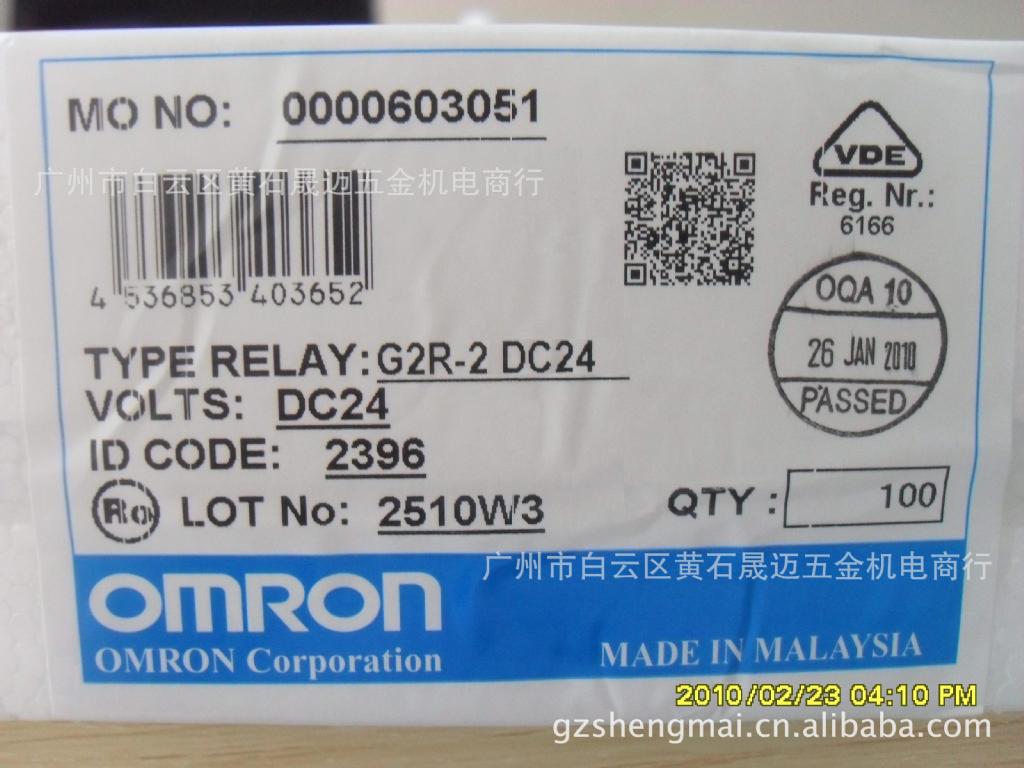 MO NO: 0000603051
广州市白云区黄石晟迈五金机电商行
4 536853 403652
VDE
Reg. Nr.:
6166
OQA 10
26 JAN 2010
PASSED
TYPE RELAY: G2R-2 DC24
VOLTS: DC24
ID CODE: 2396
LOT No: 2510W3
QTY : 100
广州市白云区黄石晟迈五金机电商行
OMRON
OMRON Corporation
MADE IN MALAYSIA
2010/02/23 04:10 PM
gzshengmai.cn.alibaba.com